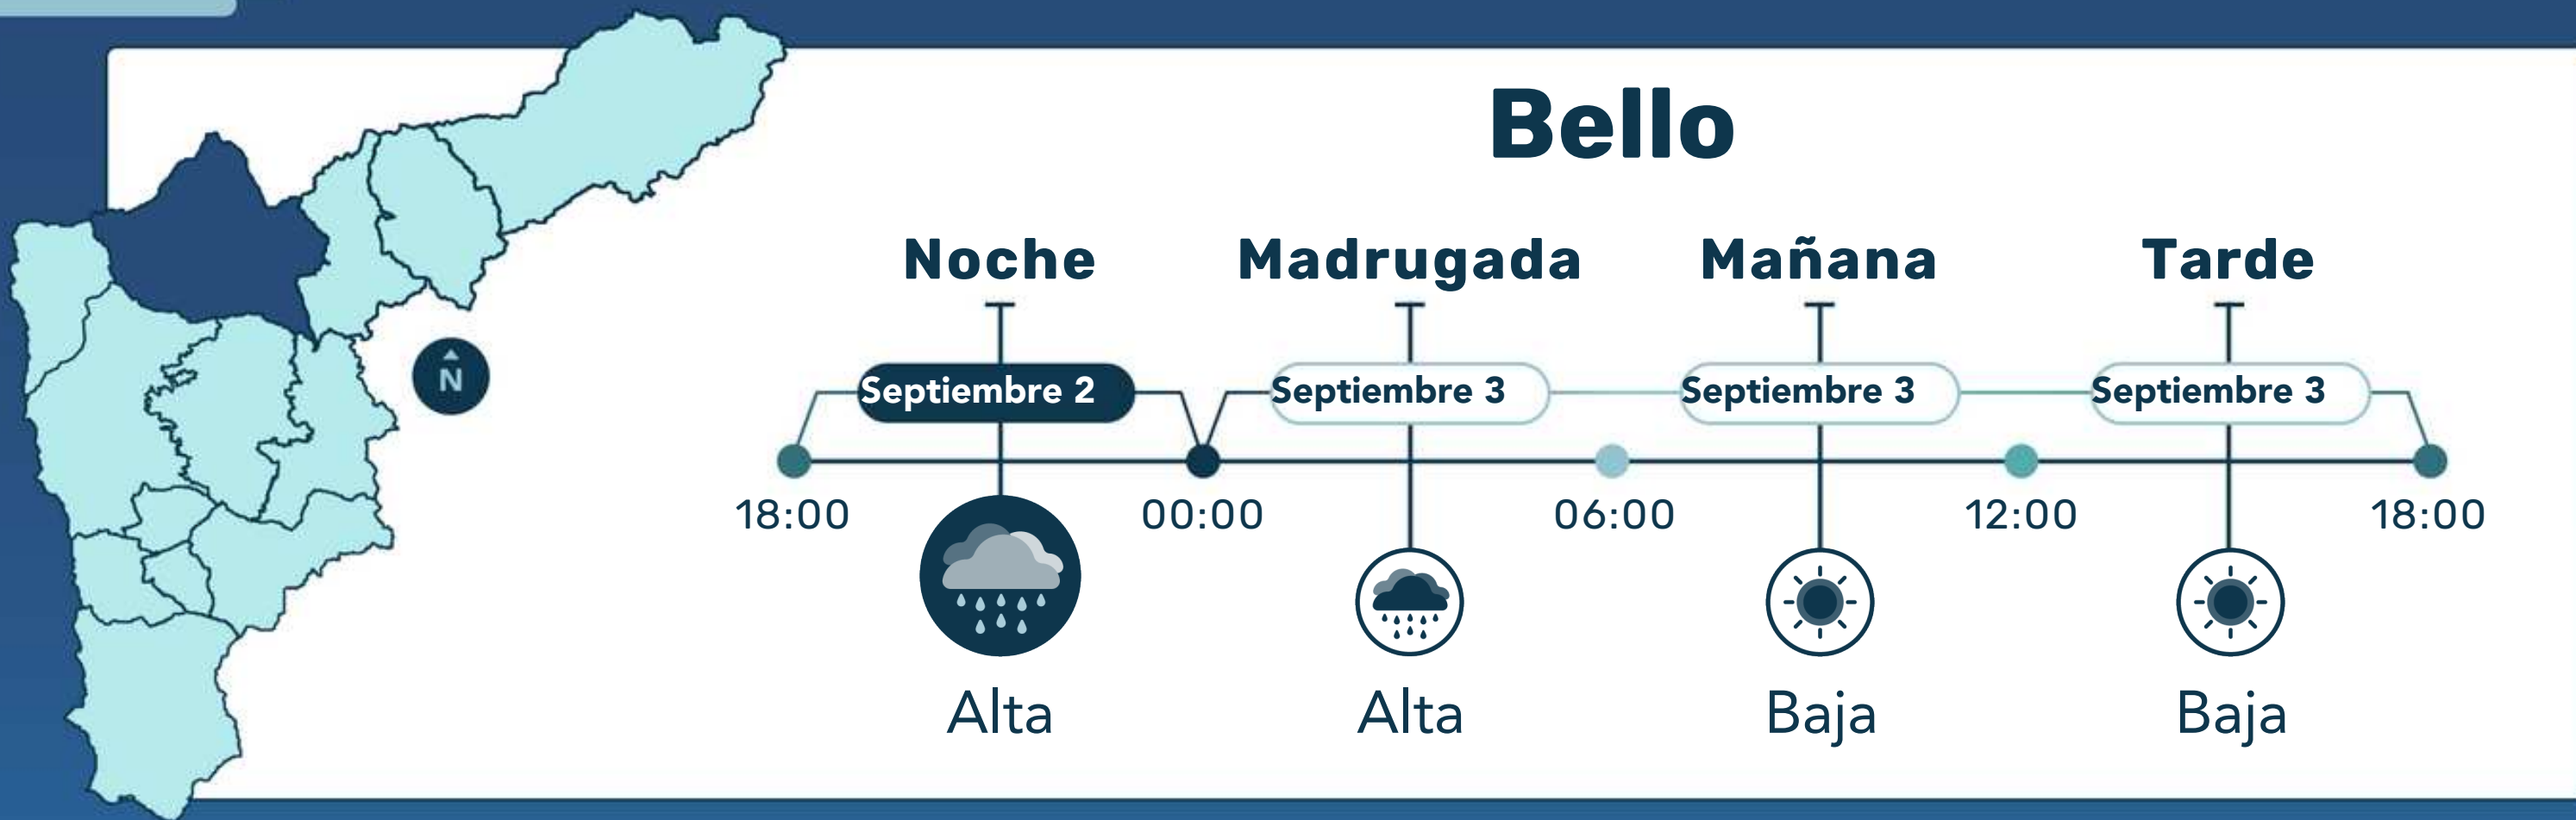 Bello
Noche Madrugada Mañana Tarde
Septiembre 2 Septiembre 3 Septiembre 3 Septiembre 3
N
18:00 00:00 06:00 12:00 18:00
Alta Alta Baja Baja